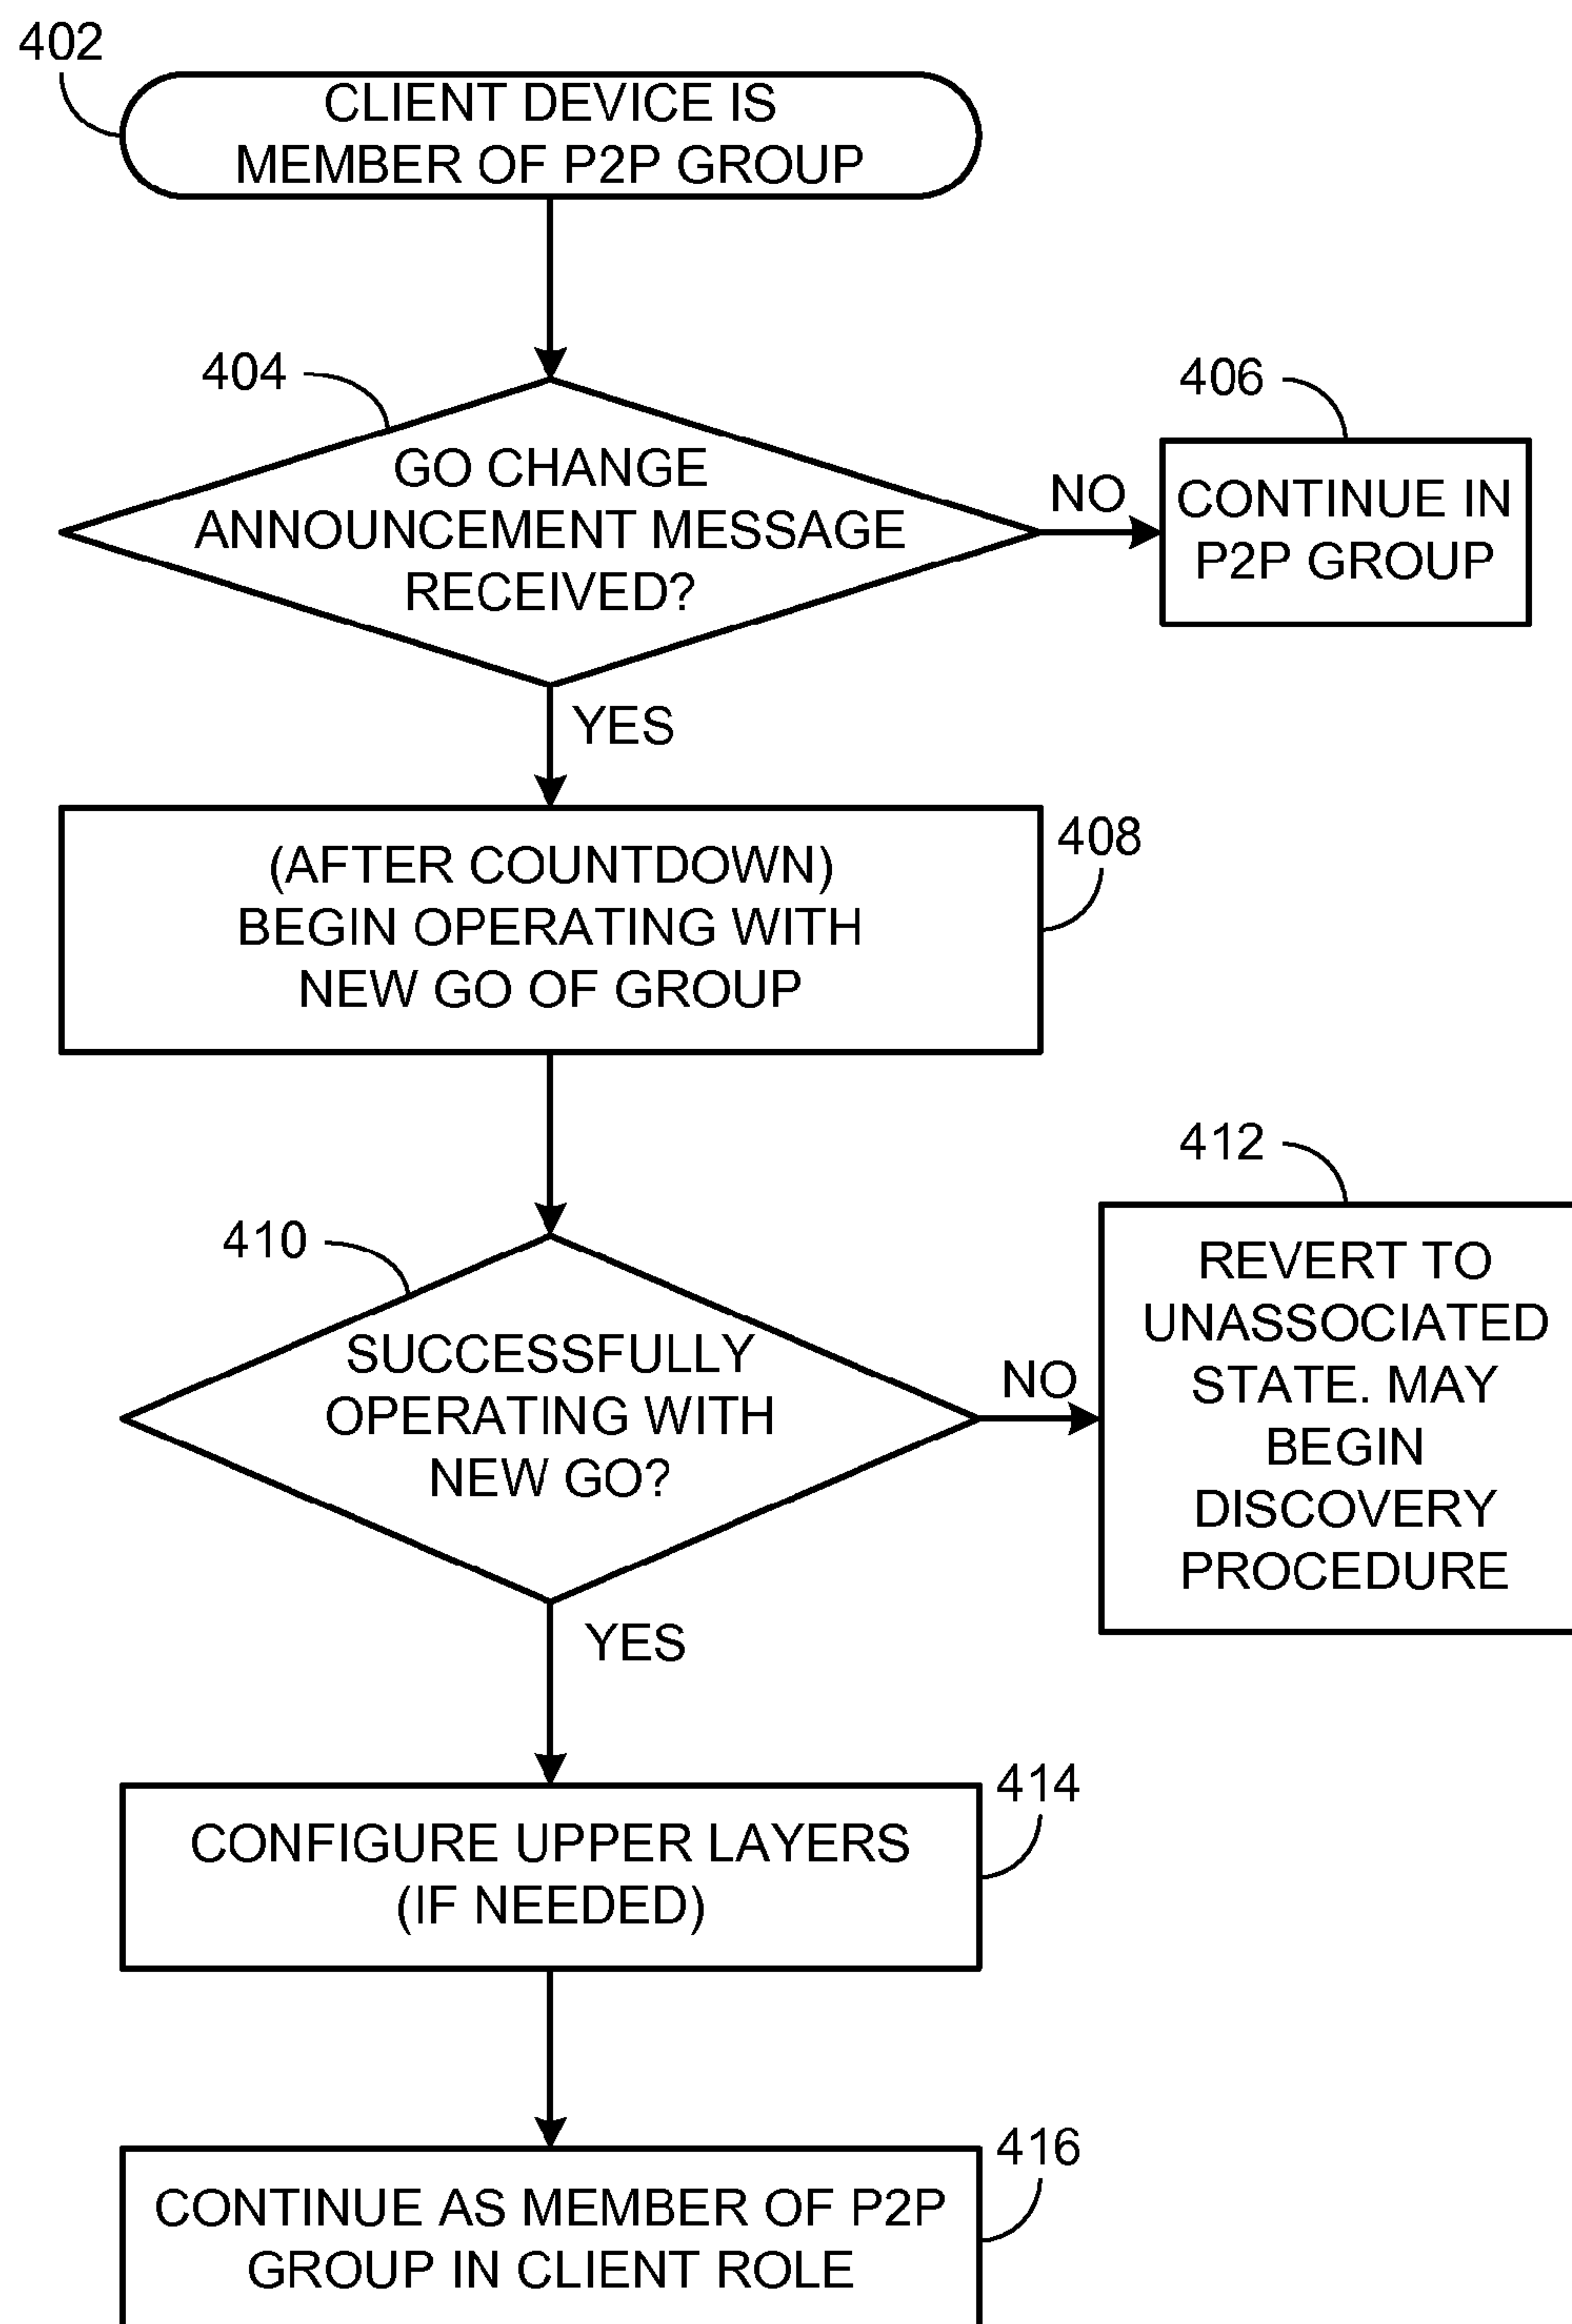 402
CLIENT DEVICE IS
MEMBER OF P2P GROUP
404
GO CHANGE
ANNOUNCEMENT MESSAGE
RECEIVED?
NO
406
CONTINUE IN
P2P GROUP
YES
408
(AFTER COUNTDOWN)
BEGIN OPERATING WITH
NEW GO OF GROUP
410
SUCCESSFULLY
OPERATING WITH
NEW GO?
NO
412
REVERT TO
UNASSOCIATED
STATE. MAY
BEGIN
DISCOVERY
PROCEDURE
YES
414
CONFIGURE UPPER LAYERS
(IF NEEDED)
416
CONTINUE AS MEMBER OF P2P
GROUP IN CLIENT ROLE